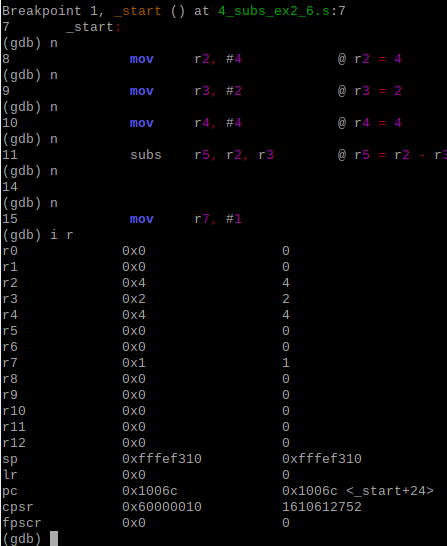 Breakpoint 1, _start () at 4_subs_ex2_6.s:7
7 _start:
(gdb) n
8 mov r2, #4 @ r2 = 4
(gdb) n
9 mov r3, #2 @ r3 = 2
(gdb) n
10 mov r4, #4 @ r4 = 4
(gdb) n
11 subs r5, r2, r3 @ r5 = r2 - r3
(gdb) n
14
(gdb) n
15 mov r7, #1
(gdb) i r
r0 0x0 0
r1 0x0 0
r2 0x4 4
r3 0x2 2
r4 0x4 4
r5 0x0 0
r6 0x0 0
r7 0x1 1
r8 0x0 0
r9 0x0 0
r10 0x0 0
r11 0x0 0
r12 0x0 0
sp 0xfffef310 0xfffef310
lr 0x0 0
pc 0x1006c 0x1006c <_start+24>
cpsr 0x60000010 1610612752
fpscr 0x0 0
(gdb)